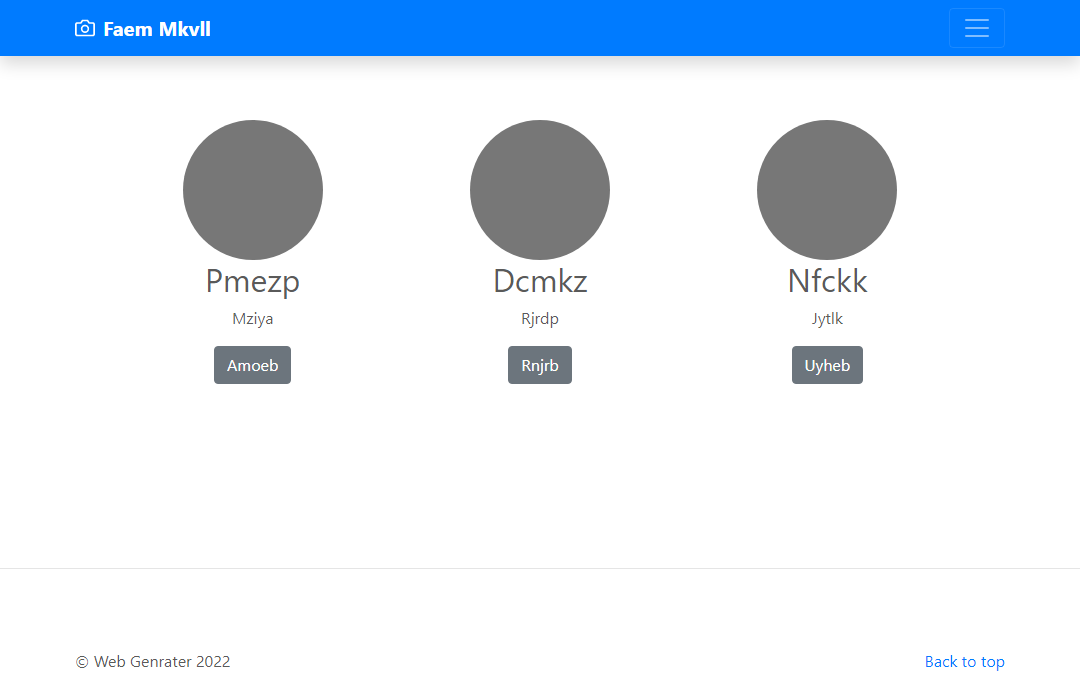 Faem Mkvll
Pmezp
Mziya
Amoeb
Dcmkz
Rjrdp
Rnjrb
Nfckk
Jytlk
Uyheb
© Web Genrater 2022
Back to top